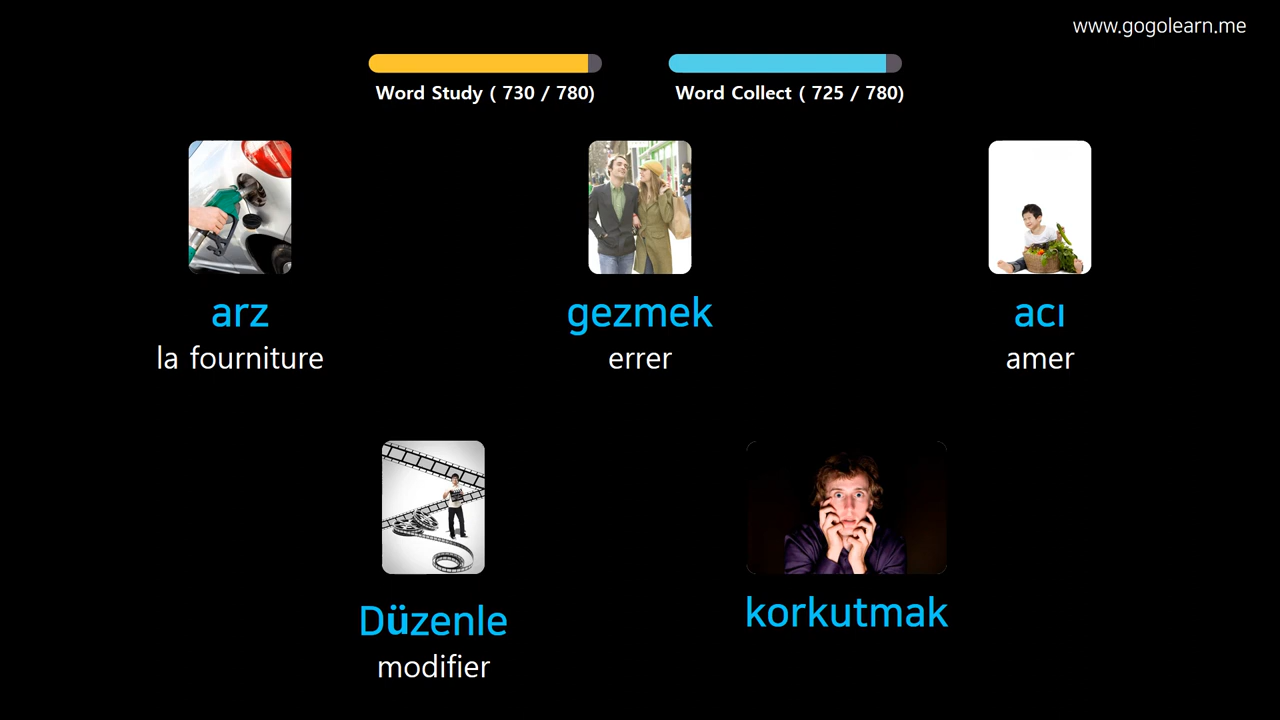 www.gogolearn.me
Word Study ( 730 / 780)
Word Collect ( 725 / 780)
arz
la fourniture
gezmek
errer
acı
amer
Düzenle
modifier
korkutmak